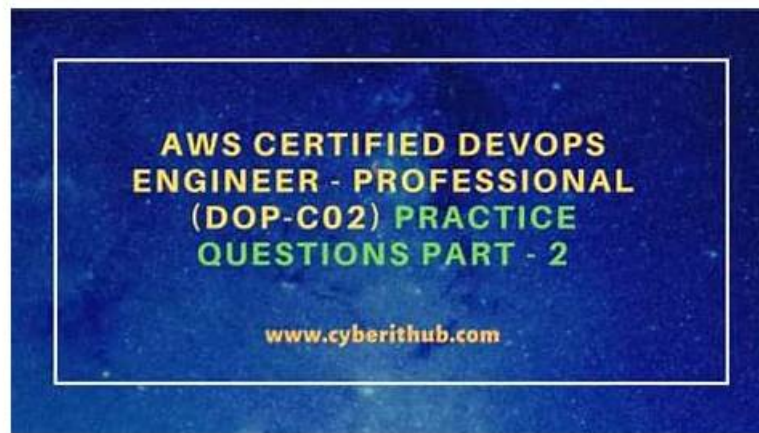 AWS CERTIFIED DEVOPS
ENGINEER - PROFESSIONAL
(DOP-C02) PRACTICE
QUESTIONS PART - 2
www.cyberithub.com